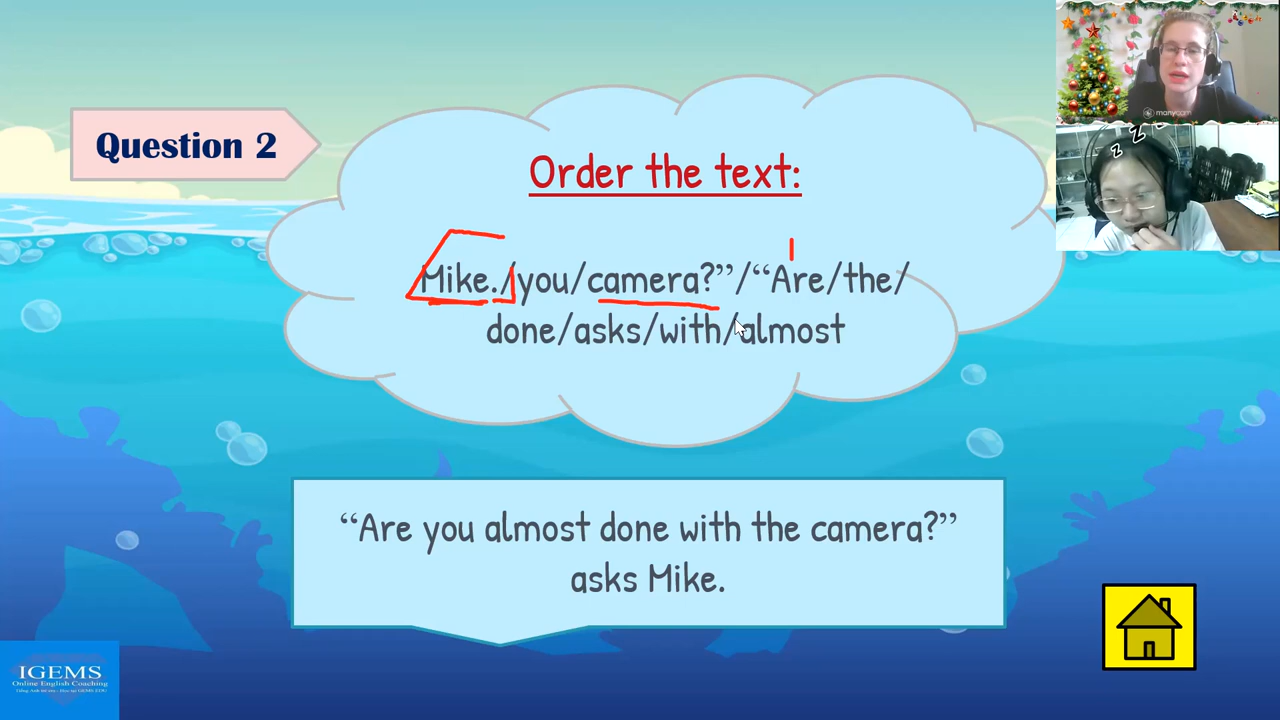 Question 2
Order the text:
Mike./you/camera?”/“Are/the/
done/asks/with/almost
“Are you almost done with the camera?”
asks Mike.
IGEMS
Online English Coaching
manycam
z
z